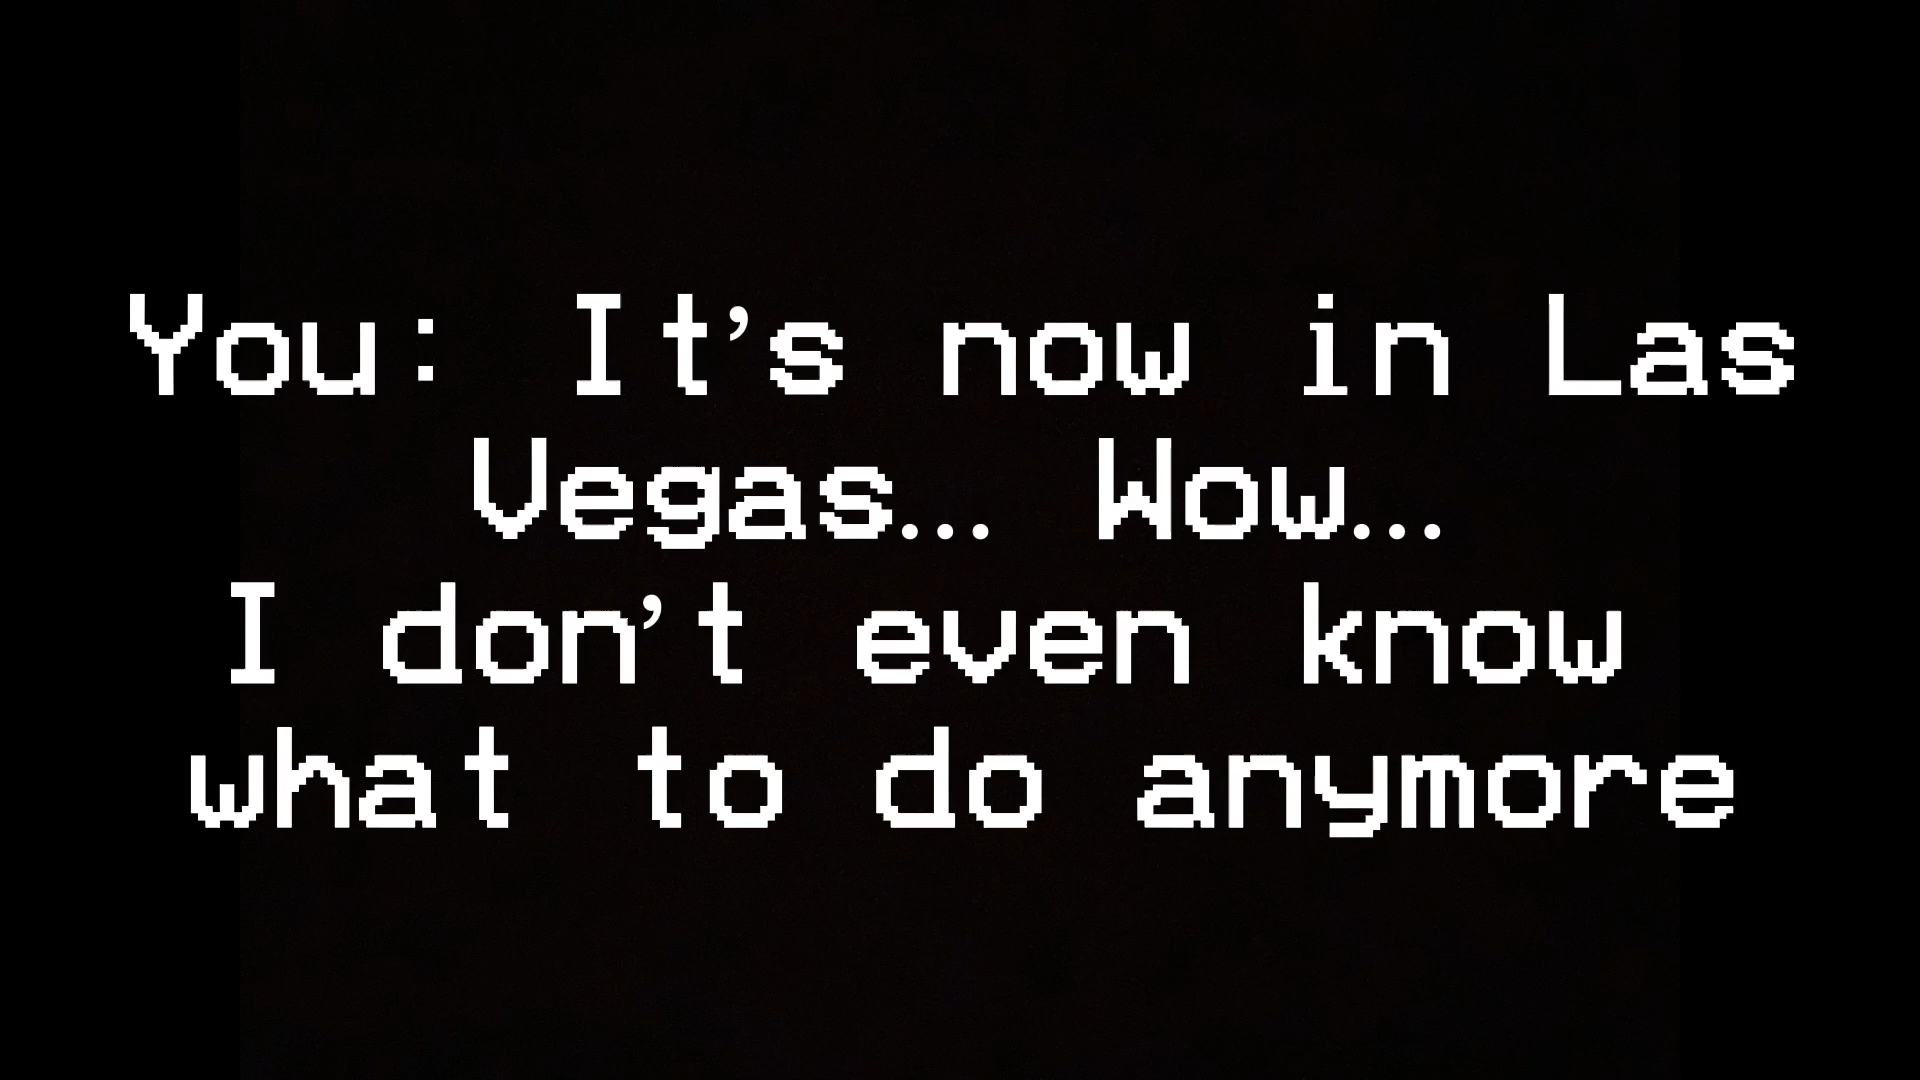 You: It’s now in Las
Vegas... Wow...
I don’t even know
what to do anymore